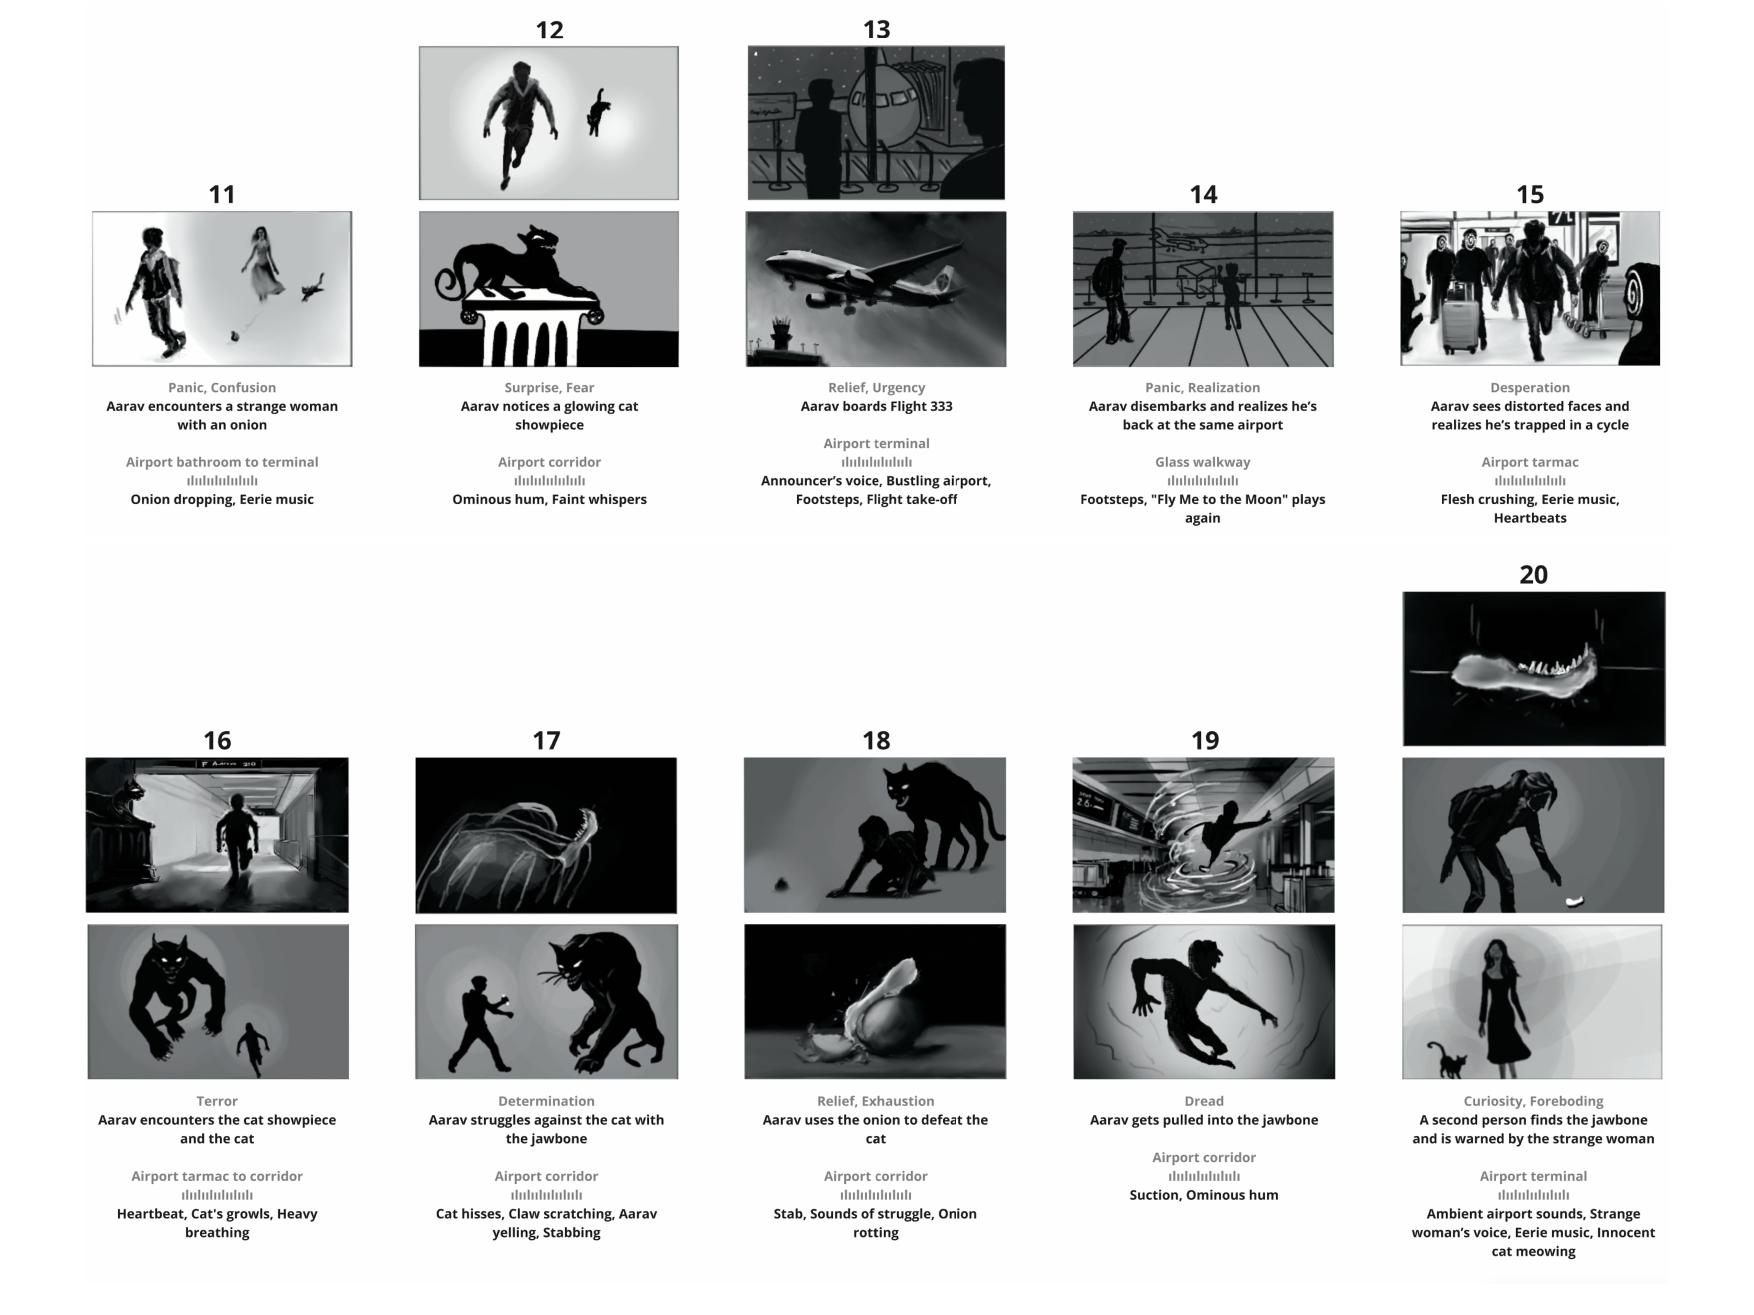 11
Panic, Confusion
Aarav encounters a strange woman
with an onion
Airport bathroom to terminal
Onion dropping, Eerie music
12
Surprise, Fear
Aarav notices a glowing cat
showpiece
Airport corridor
Ominous hum, Faint whispers
13
Relief, Urgency
Aarav boards Flight 333
Airport terminal
Announcer’s voice, Bustling airport,
Footsteps, Flight take-off
14
Panic, Realization
Aarav disembarks and realizes he’s
back at the same airport
Glass walkway
Footsteps, "Fly Me to the Moon" plays
again
15
Desperation
Aarav sees distorted faces and
realizes he’s trapped in a cycle
Airport tarmac
Flesh crushing, Eerie music,
Heartbeats
16
Terror
Aarav encounters the cat showpiece
and the cat
Airport tarmac to corridor
Heartbeat, Cat's growls, Heavy
breathing
17
Determination
Aarav struggles against the cat with
the jawbone
Airport corridor
Cat hisses, Claw scratching, Aarav
yelling, Stabbing
18
Relief, Exhaustion
Aarav uses the onion to defeat the
cat
Airport corridor
Stab, Sounds of struggle, Onion
rotting
19
Dread
Aarav gets pulled into the jawbone
Airport corridor
Suction, Ominous hum
20
Curiosity, Foreboding
A second person finds the jawbone
and is warned by the strange woman
Airport terminal
Ambient airport sounds, Strange
woman’s voice, Eerie music, Innocent
cat meowing